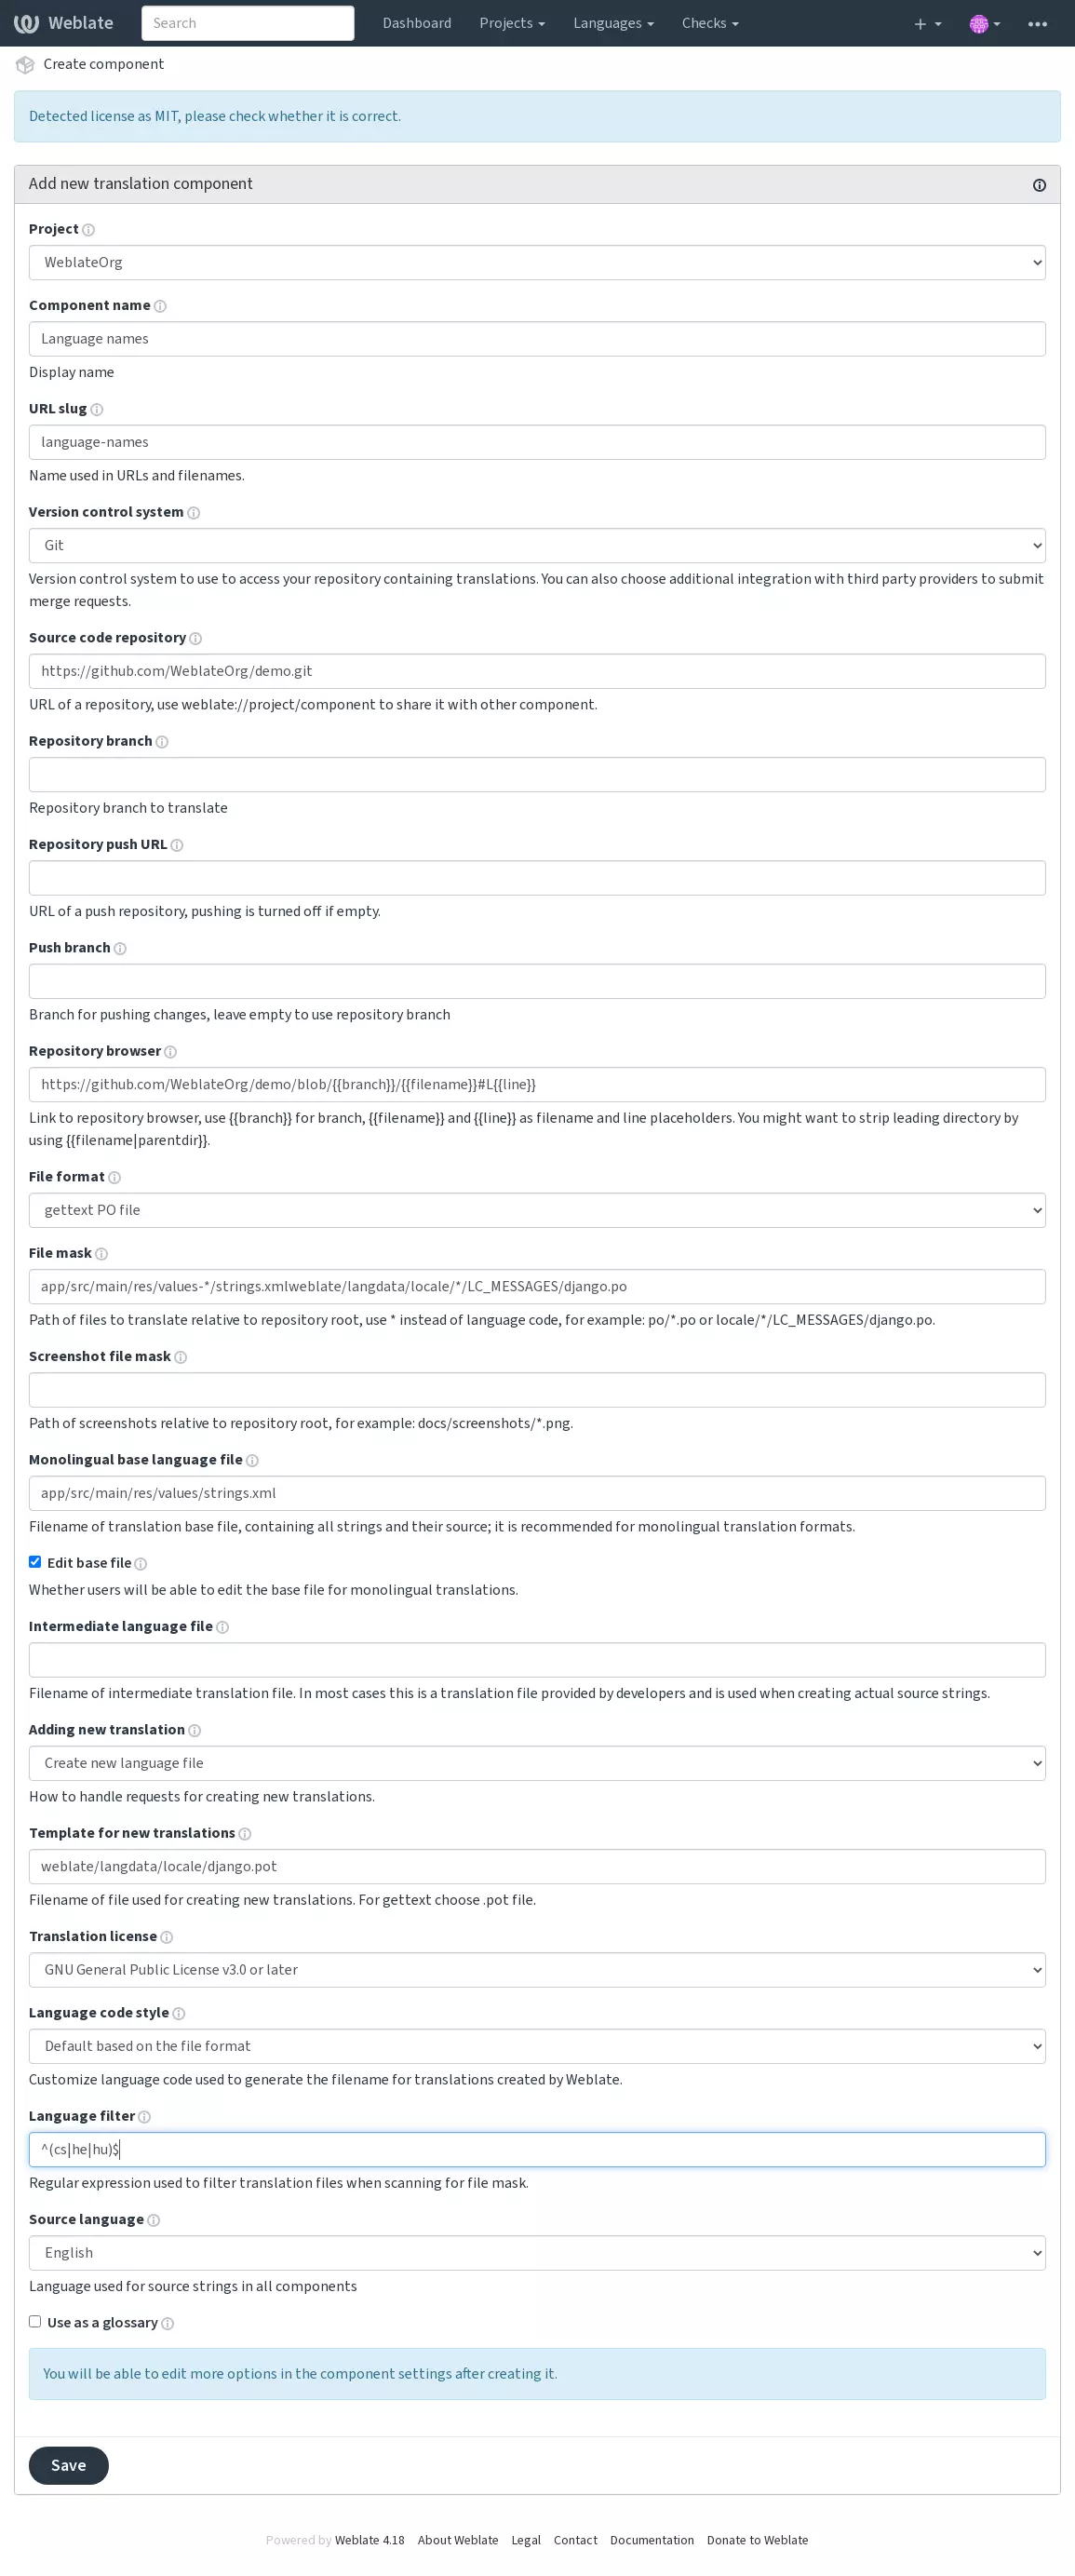 Weblate Search Dashboard Projects Languages Checks
Create component
Detected license as MIT, please check whether it is correct.
Add new translation component
Project
WeblateOrg
Component name
Language names
Display name
URL slug
language-names
Name used in URLs and filenames.
Version control system
Git
Version control system to use to access your repository containing translations. You can also choose additional integration with third party providers to submit
merge requests.
Source code repository
https://github.com/WeblateOrg/demo.git
URL of a repository, use weblate://project/component to share it with other component.
Repository branch
Repository branch to translate
Repository push URL
URL of a push repository, pushing is turned off if empty.
Push branch
Branch for pushing changes, leave empty to use repository branch
Repository browser
https://github.com/WeblateOrg/demo/blob/{{branch}}/{{filename}}#L{{line}}
Link to repository browser, use {{branch}} for branch, {{filename}} and {{line}} as filename and line placeholders. You might want to strip leading directory by
using {{filename|parentdir}}.
File format
gettext PO file
File mask
app/src/main/res/values-*/strings.xmlweblate/langdata/locale/*/LC_MESSAGES/django.po
Path of files to translate relative to repository root, use * instead of language code, for example: po/*.po or locale/*/LC_MESSAGES/django.po.
Screenshot file mask
Path of screenshots relative to repository root, for example: docs/screenshots/*.png.
Monolingual base language file
app/src/main/res/values/strings.xml
Filename of translation base file, containing all strings and their source; it is recommended for monolingual translation formats.
Edit base file
Whether users will be able to edit the base file for monolingual translations.
Intermediate language file
Filename of intermediate translation file. In most cases this is a translation file provided by developers and is used when creating actual source strings.
Adding new translation
Create new language file
How to handle requests for creating new translations.
Template for new translations
weblate/langdata/locale/django.pot
Filename of file used for creating new translations. For gettext choose .pot file.
Translation license
GNU General Public License v3.0 or later
Language code style
Default based on the file format
Customize language code used to generate the filename for translations created by Weblate.
Language filter
^(cs|he|hu)$
Regular expression used to filter translation files when scanning for file mask.
Source language
English
Language used for source strings in all components
Use as a glossary
You will be able to edit more options in the component settings after creating it.
Save
Powered by Weblate 4.18 About Weblate Legal Contact Documentation Donate to Weblate